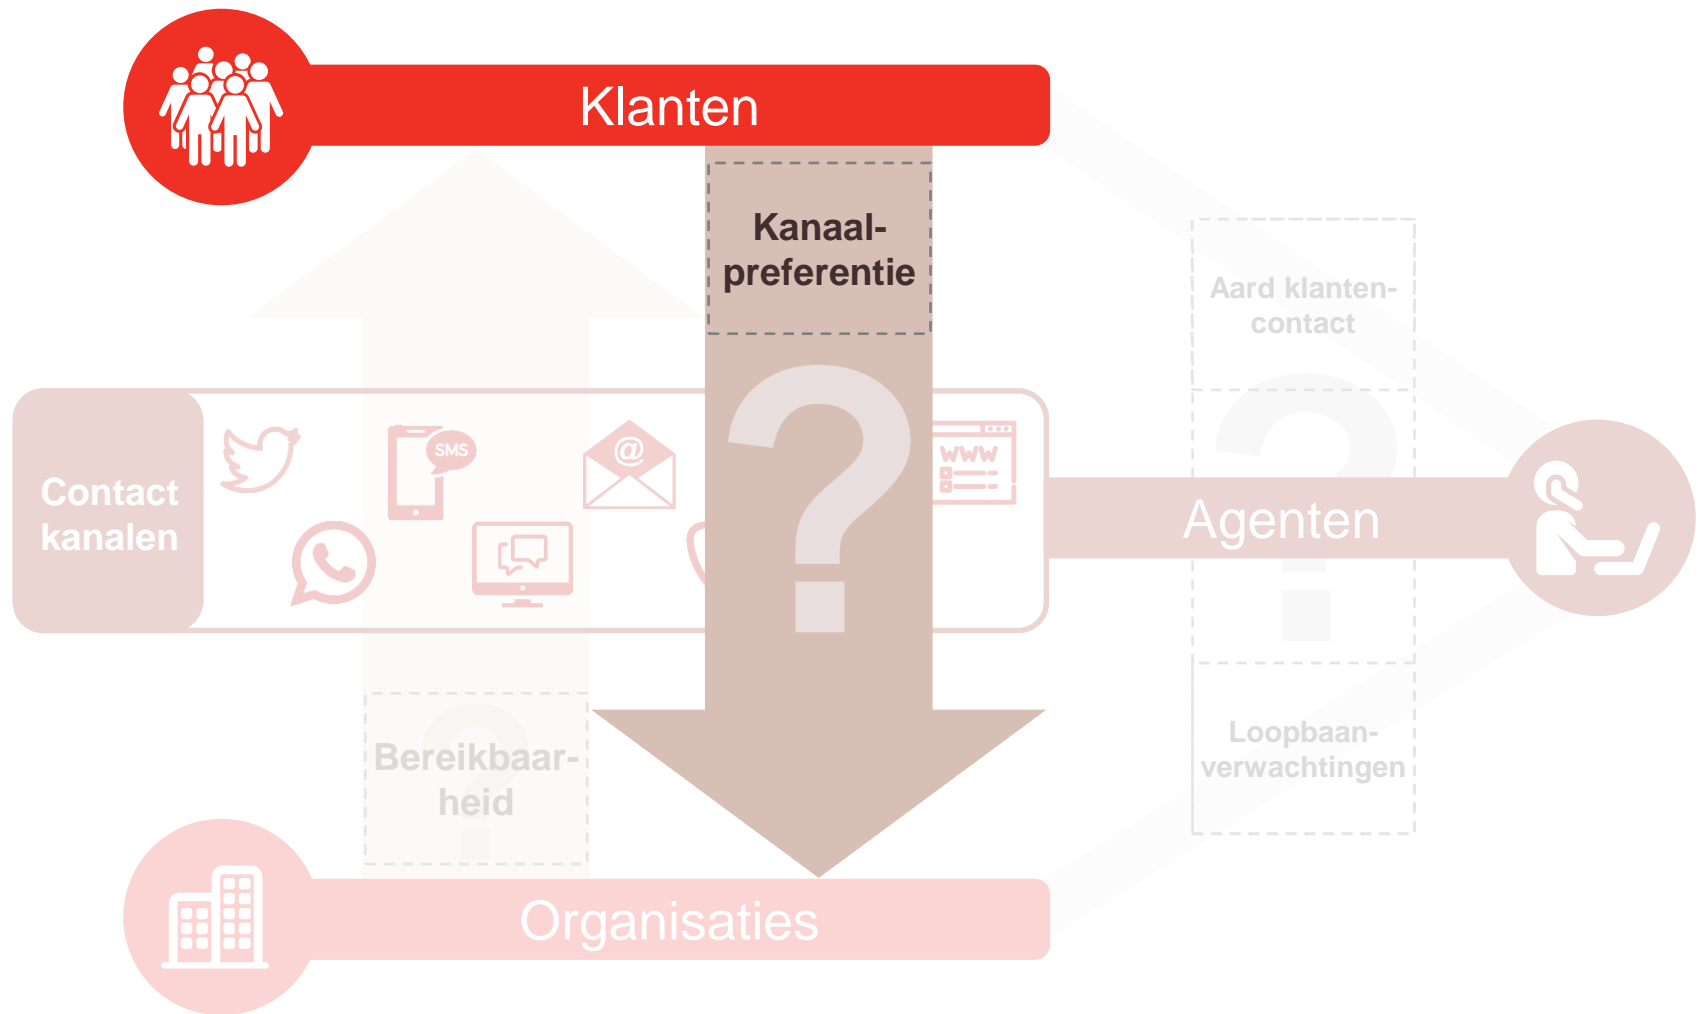 Klanten
Kanaal-
preferentie
Aard klanten-
contact
?
?
Contact
kanalen
SMS
@
WWW
Agenten
Loopbaan-
verwachtingen
?
Bereikbaar-
heid
Organisaties